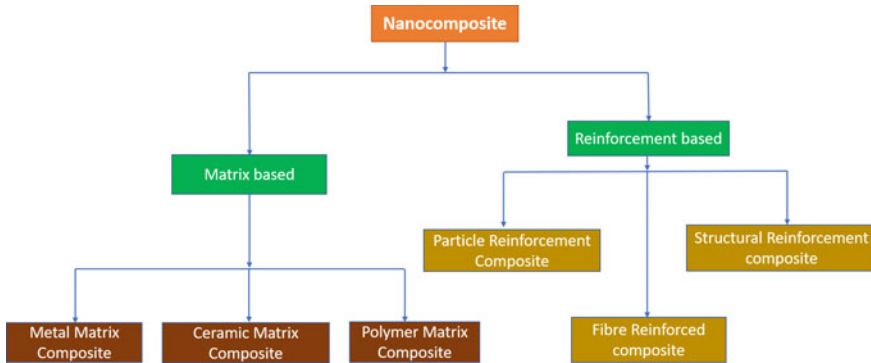 Nanocomposite
Matrix based
Reinforcement based
Metal Matrix
Composite
Ceramic Matrix
Composite
Polymer Matrix
Composite
Particle Reinforcement
Composite
Fibre Reinforced
composite
Structural Reinforcement
composite